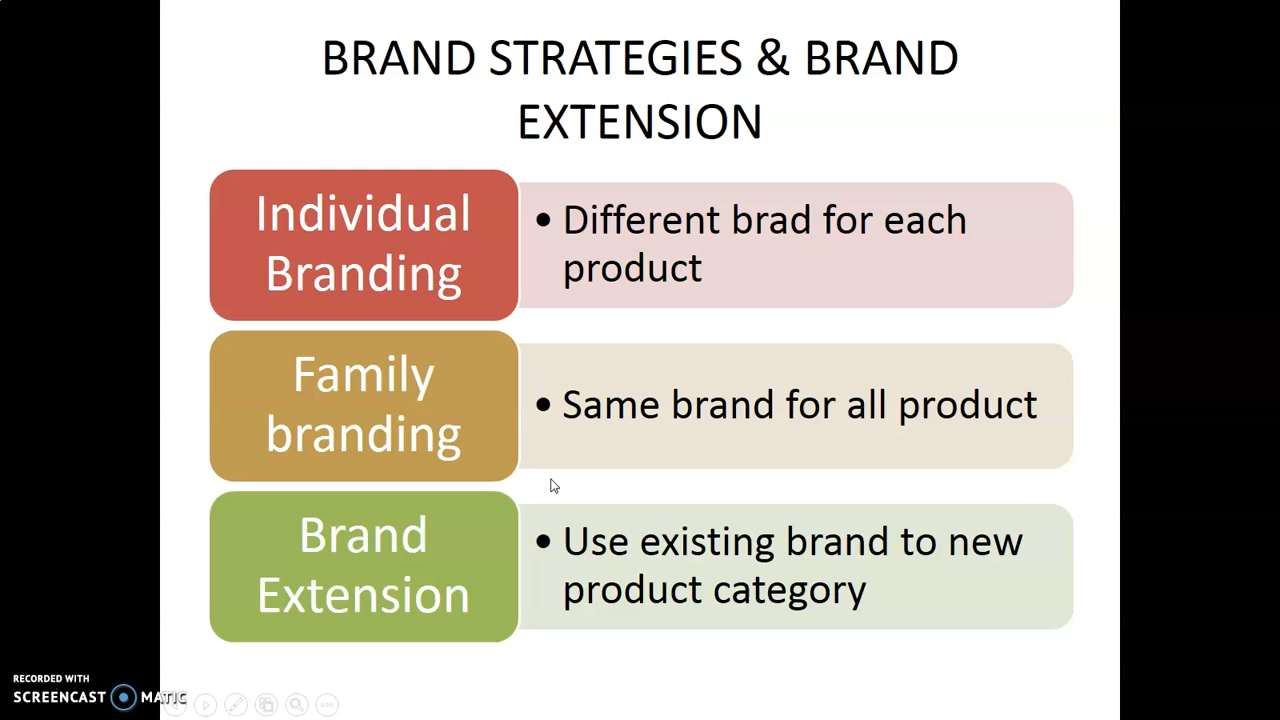 BRAND STRATEGIES & BRAND
EXTENSION
Individual
Branding
• Different brad for each
product
Family
branding
• Same brand for all product
Brand
Extension
• Use existing brand to new
product category
RECORDED WITH
SCREENCAST MATIC